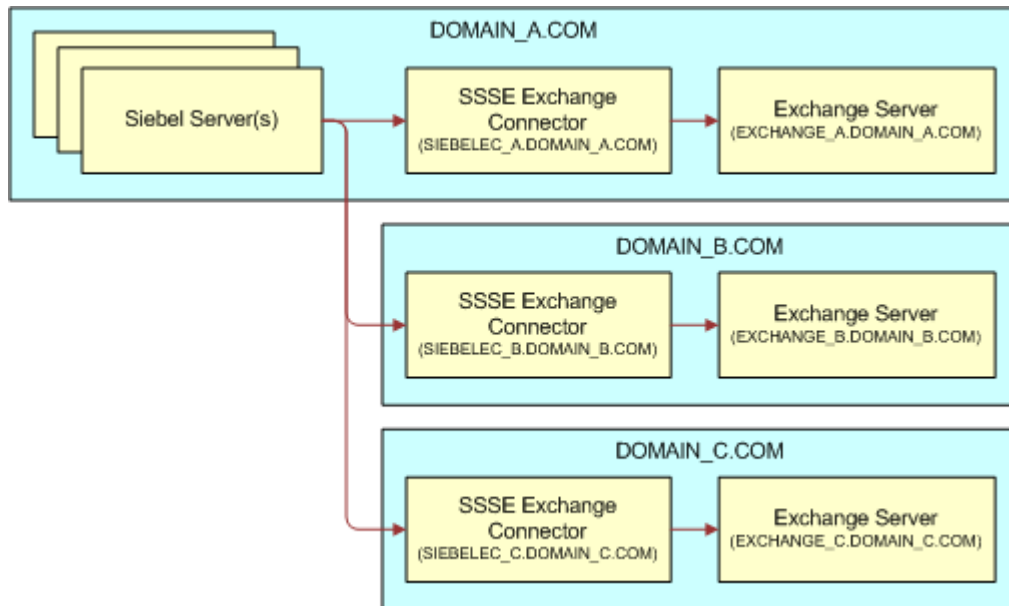 DOMAIN_A.COM
Siebel Server(s)
SSSE Exchange
Connector
(SIEBELEC_A.DOMAIN_A.COM)
Exchange Server
(EXCHANGE_A.DOMAIN_A.COM)
DOMAIN_B.COM
SSSE Exchange
Connector
(SIEBELEC_B.DOMAIN_B.COM)
Exchange Server
(EXCHANGE_B.DOMAIN_B.COM)
DOMAIN_C.COM
SSSE Exchange
Connector
(SIEBELEC_C.DOMAIN_C.COM)
Exchange Server
(EXCHANGE_C.DOMAIN_C.COM)